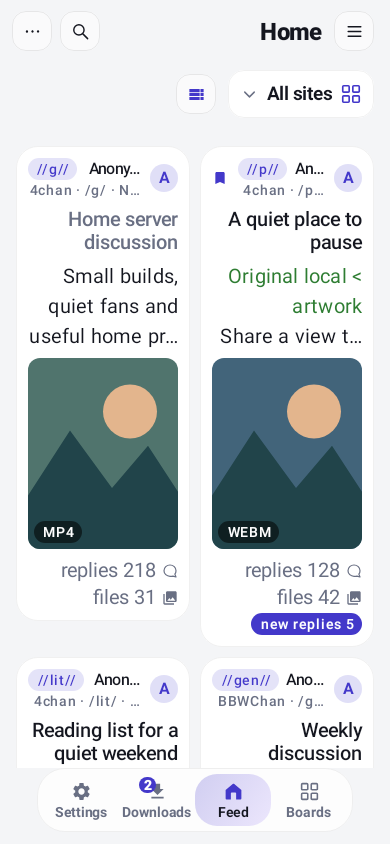 Home
All sites
//g// Anony... A
4chan · /g/ · N...
Home server
discussion
Small builds,
quiet fans and
useful home pr...
MP4
replies 218
files 31
//p// An... A
4chan · /p...
A quiet place to
pause
Original local <
artwork
Share a view t...
WEBM
replies 128
files 42
new replies 5
//lit// Anon... A
4chan · /lit/ · ...
Reading list for a
quiet weekend
//gen// Ano... A
BBWChan · /g...
Weekly
discussion
Settings
2
Downloads
Feed
Boards